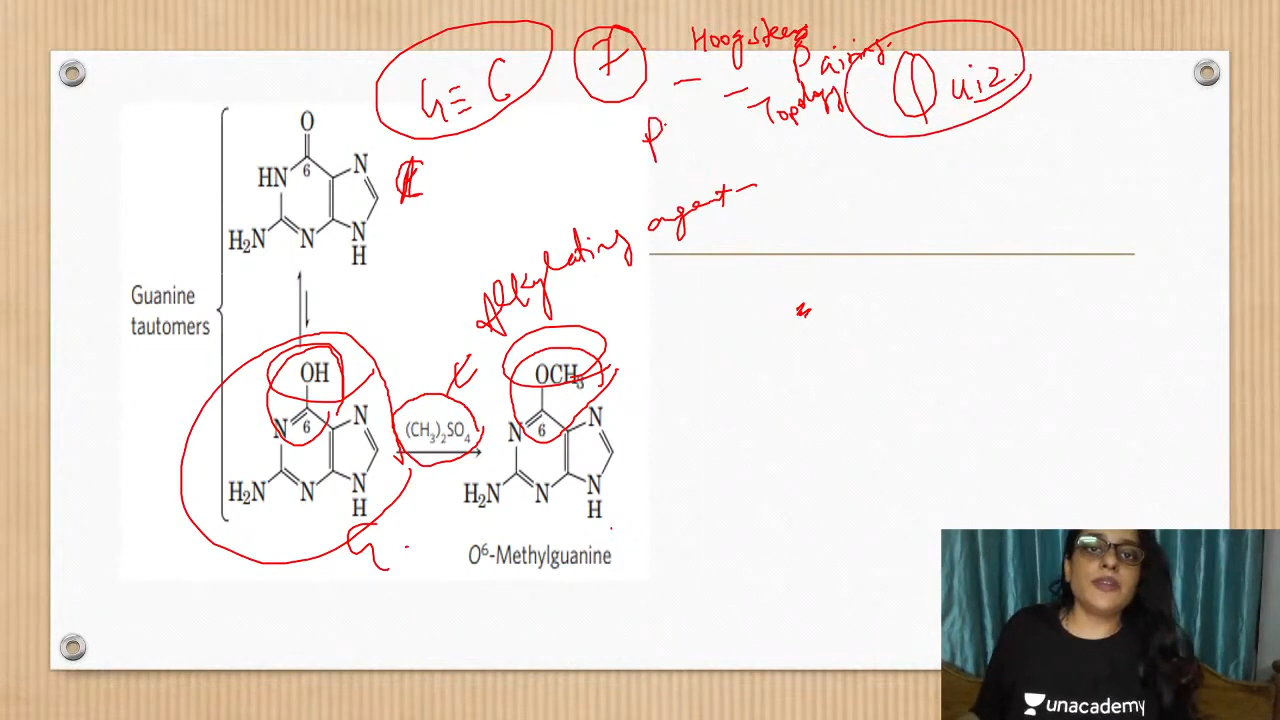 Hoogsteen
Pairing.
G≡C
Quiz.
Topology
P.
O
6
N
HN
H₂N
N
N
H
Alkylating agent -
Guanine
tautomers
OH
OCH₃
N
6
N
(CH₃)₂SO₄
N
6
N
H₂N
N
N
H
H₂N
N
N
H
G.
O⁶-Methylguanine
unacademy